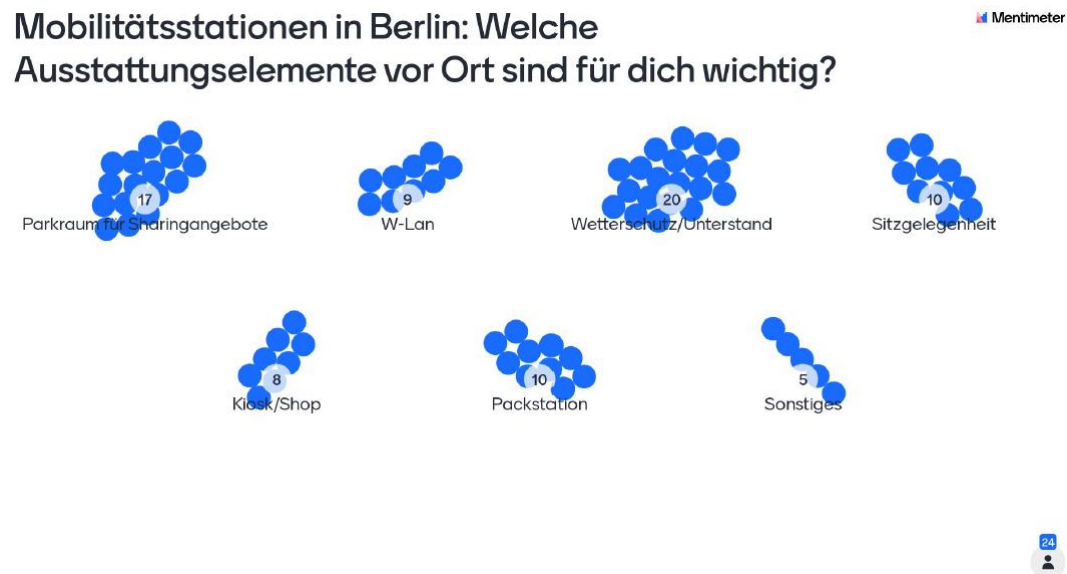 Mobilitätsstationen in Berlin: Welche
Ausstattungselemente vor Ort sind für dich wichtig?
Mentimeter
17
Parkraum für Sharingangebote
9
W-Lan
20
Wetterschutz/Unterstand
10
Sitzgelegenheit
8
Kiosk/Shop
10
Packstation
5
Sonstiges
24